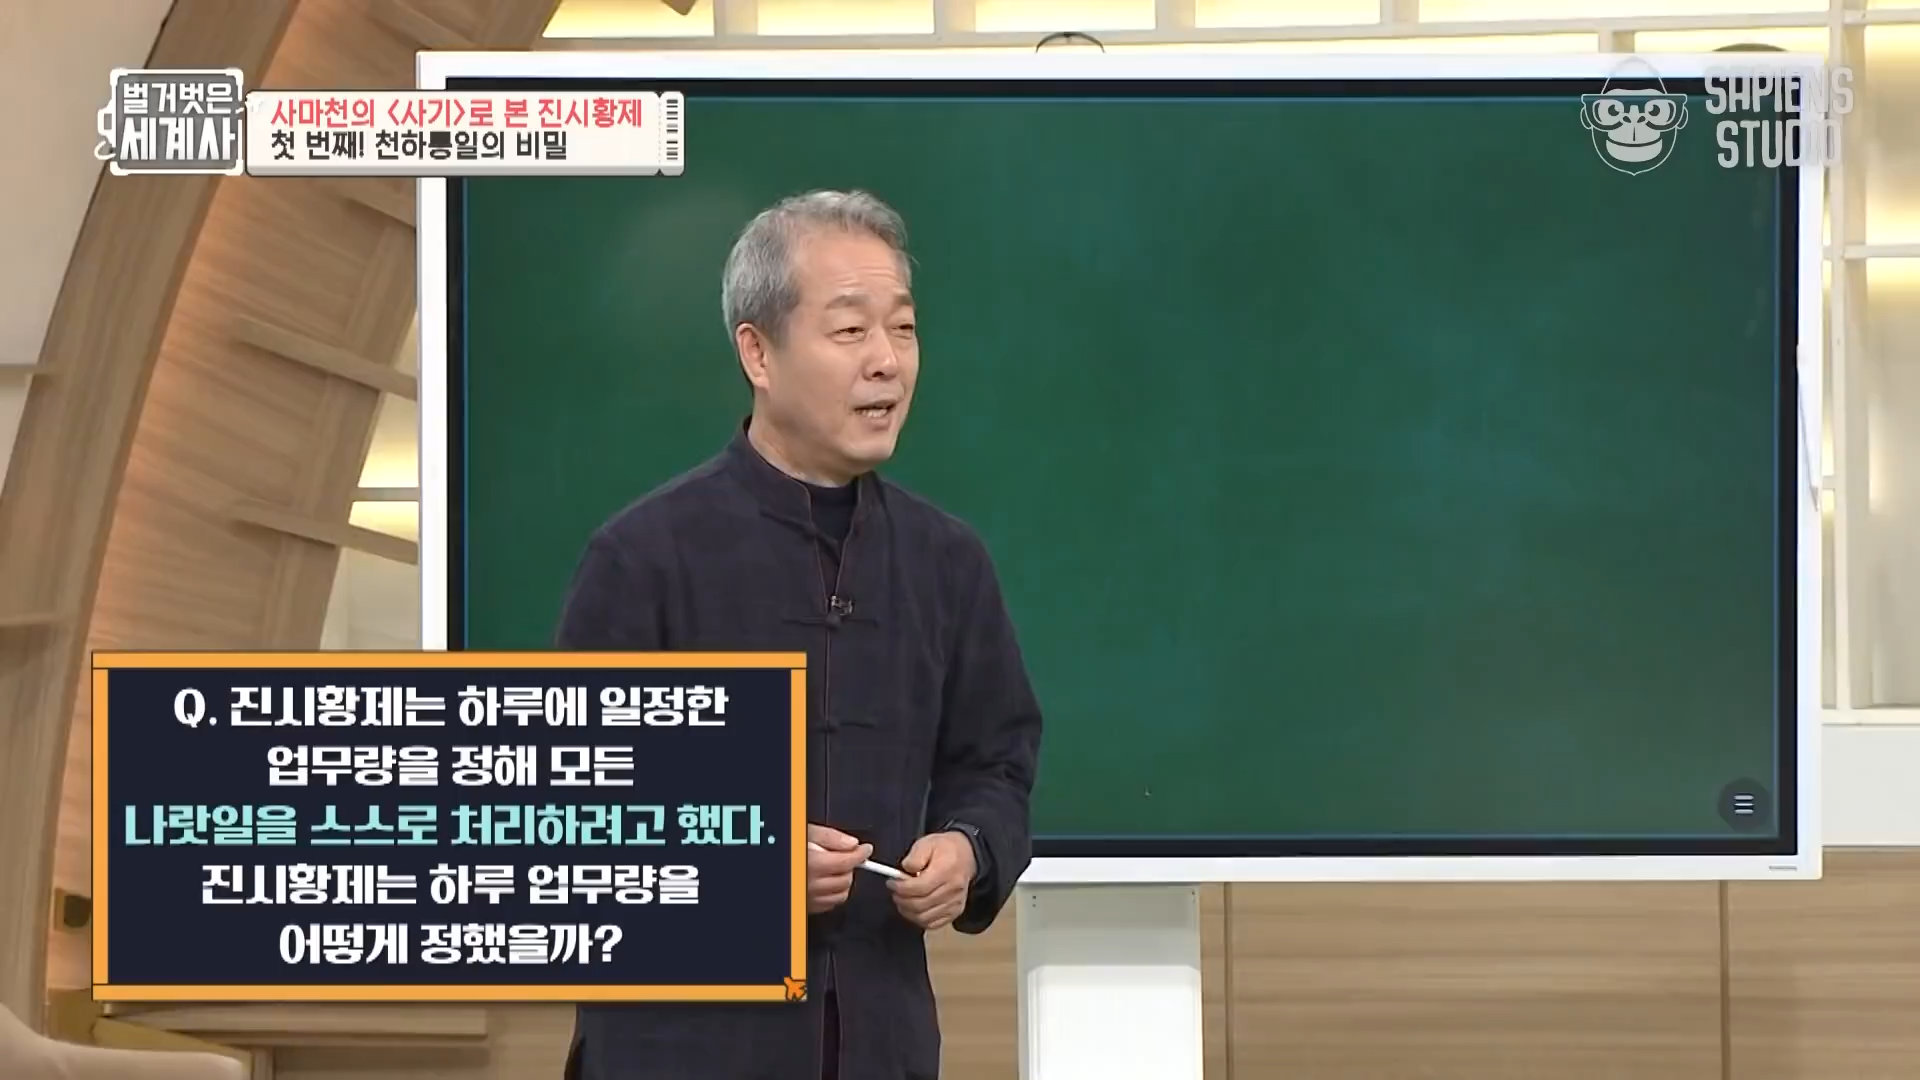 벌거벗은
세계사
사마천의 <사기>로 본 진시황제
첫 번째! 천하통일의 비밀
SAPIENS
STUDIO
Q. 진시황제는 하루에 일정한
업무량을 정해 모든
나랏일을 스스로 처리하려고 했다.
진시황제는 하루 업무량을
어떻게 정했을까?